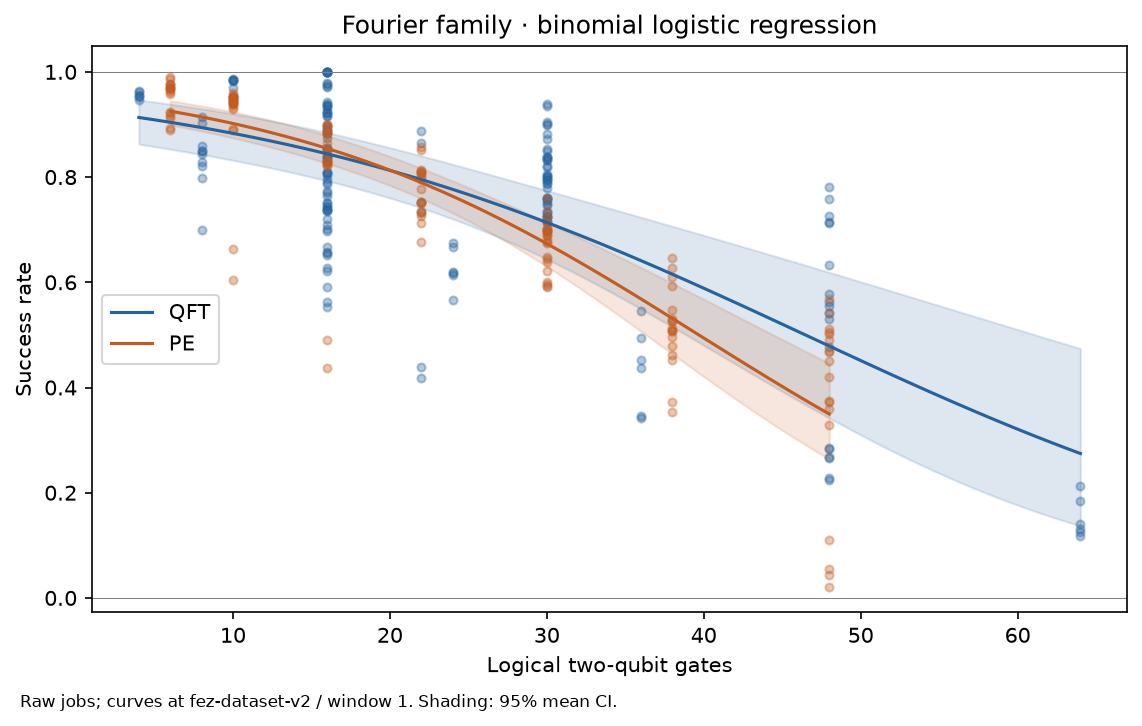 Fourier family · binomial logistic regression
Success rate
1.0
0.8
0.6
0.4
0.2
0.0
QFT
PE
10 20 30 40 50 60
Logical two-qubit gates
Raw jobs; curves at fez-dataset-v2 / window 1. Shading: 95% mean CI.